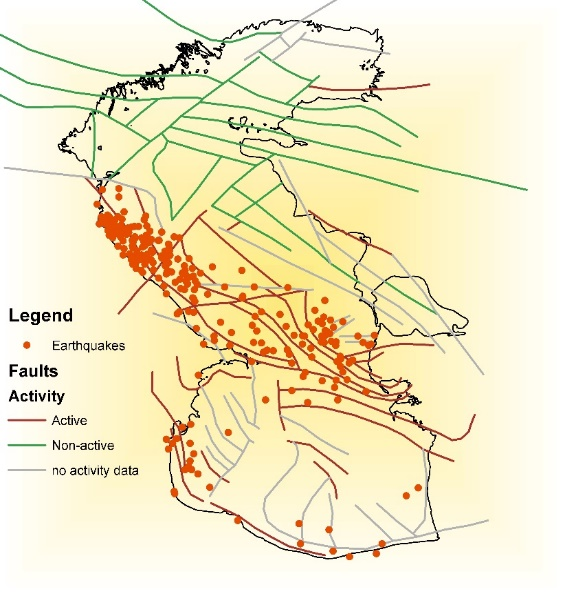 Legend
Earthquakes
Faults
Activity
Active
Non-active
no activity data